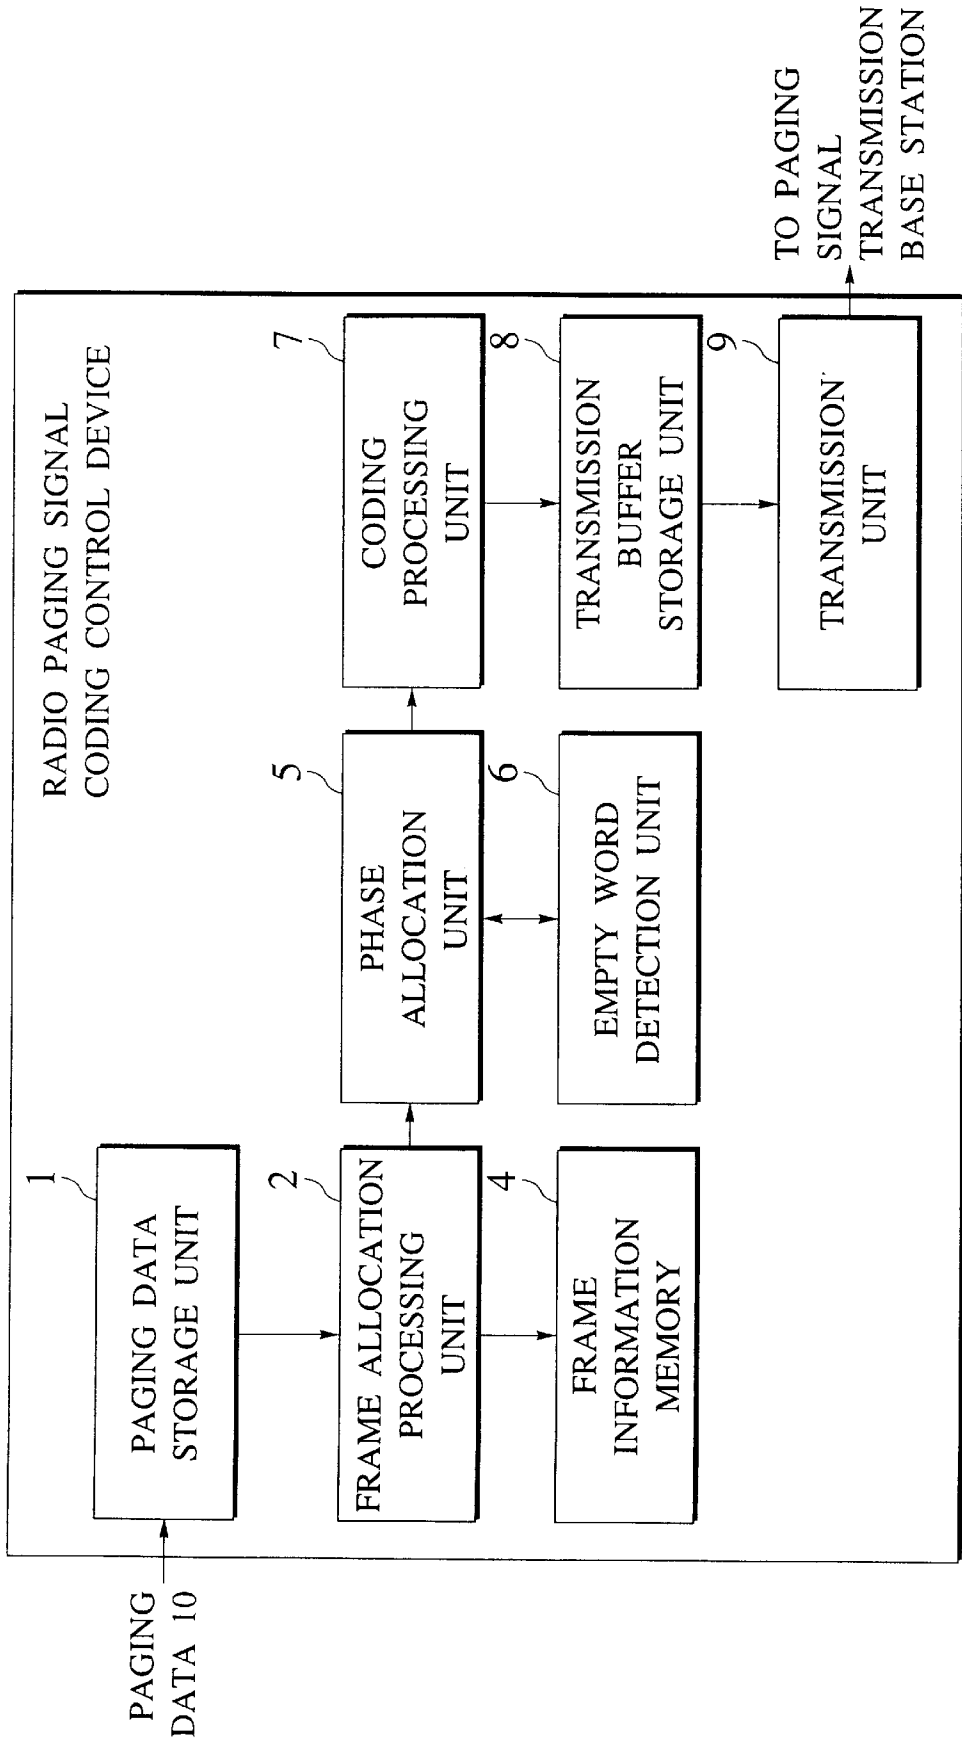 RADIO PAGING SIGNAL
CODING CONTROL DEVICE
PAGING
DATA 10
1
PAGING DATA
STORAGE UNIT
2
FRAME ALLOCATION
PROCESSING
UNIT
4
FRAME
INFORMATION
MEMORY
5
PHASE
ALLOCATION
UNIT
6
EMPTY WORD
DETECTION UNIT
7
CODING
PROCESSING
UNIT
8
TRANSMISSION
BUFFER
STORAGE UNIT
9
TRANSMISSION
UNIT
TO PAGING
SIGNAL
TRANSMISSION
BASE STATION